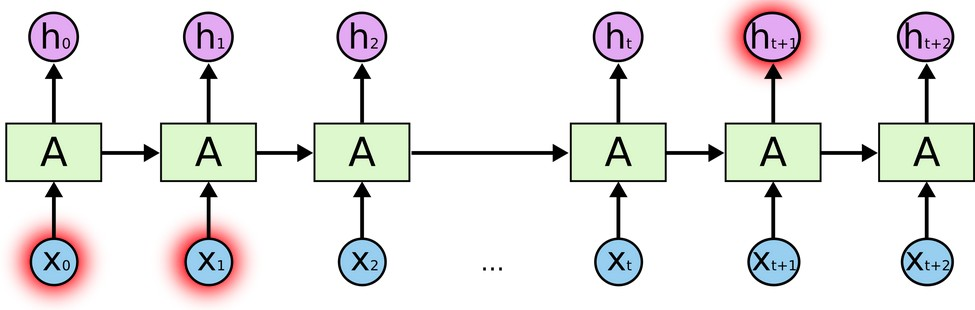 h0 h1 h2 ht ht+1 ht+2
A A A A A A
x0 x1 x2 ... xt xt+1 xt+2